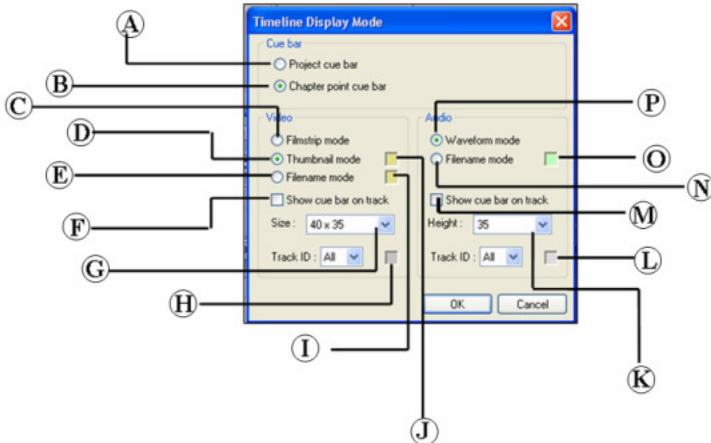 A
Timeline Display Mode
Cue bar
Project cue bar
B
Chapter point cue bar
C
Video
Audio
P
D
Filmstrip mode
Waveform mode
Thumbnail mode
Filename mode
O
E
Filename mode
N
F
Show cue bar on track
Show cue bar on track
M
Size : 40 x 35
Height : 35
G
Track ID : All
Track ID : All
L
H
OK
Cancel
I
K
J